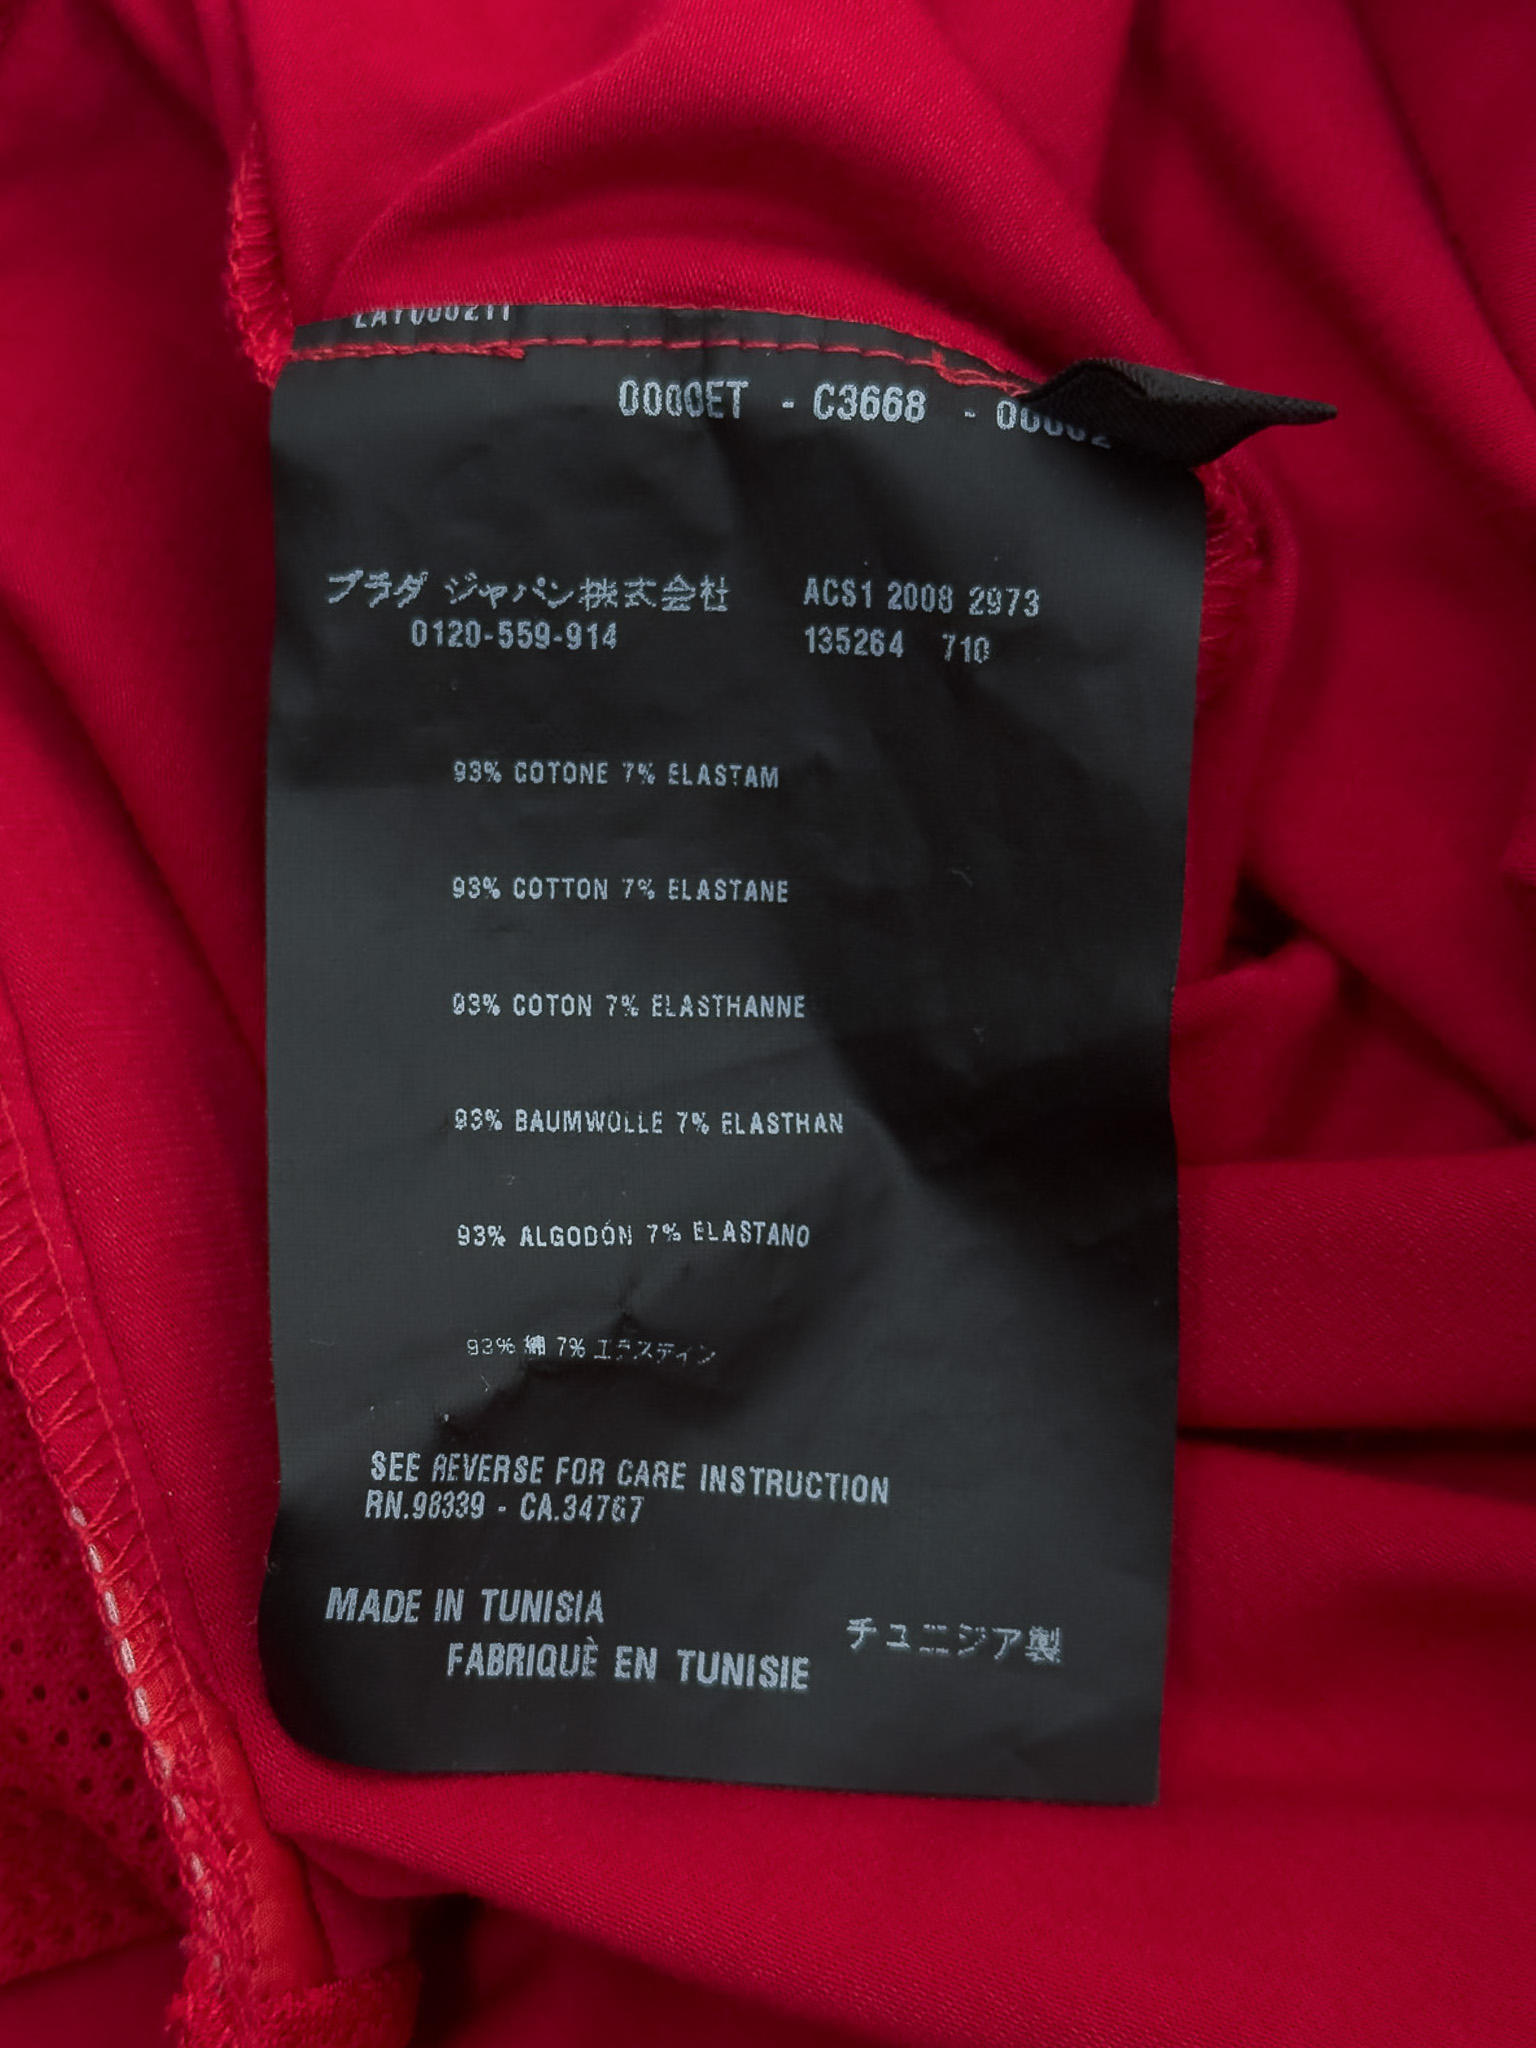 0000ET - C3668 - 00002
プラダ ジャパン株式会社
0120-559-914
ACS1 2008 2973
135264 710
93% COTONE 7% ELASTAM
93% COTTON 7% ELASTANE
93% COTON 7% ELASTHANNE
93% BAUMWOLLE 7% ELASTHAN
93% ALGODÓN 7% ELASTANO
93% 綿 7% エラスティン
SEE REVERSE FOR CARE INSTRUCTION
RN.98339 - CA.34767
MADE IN TUNISIA
FABRIQUÈ EN TUNISIE
チュニジア製